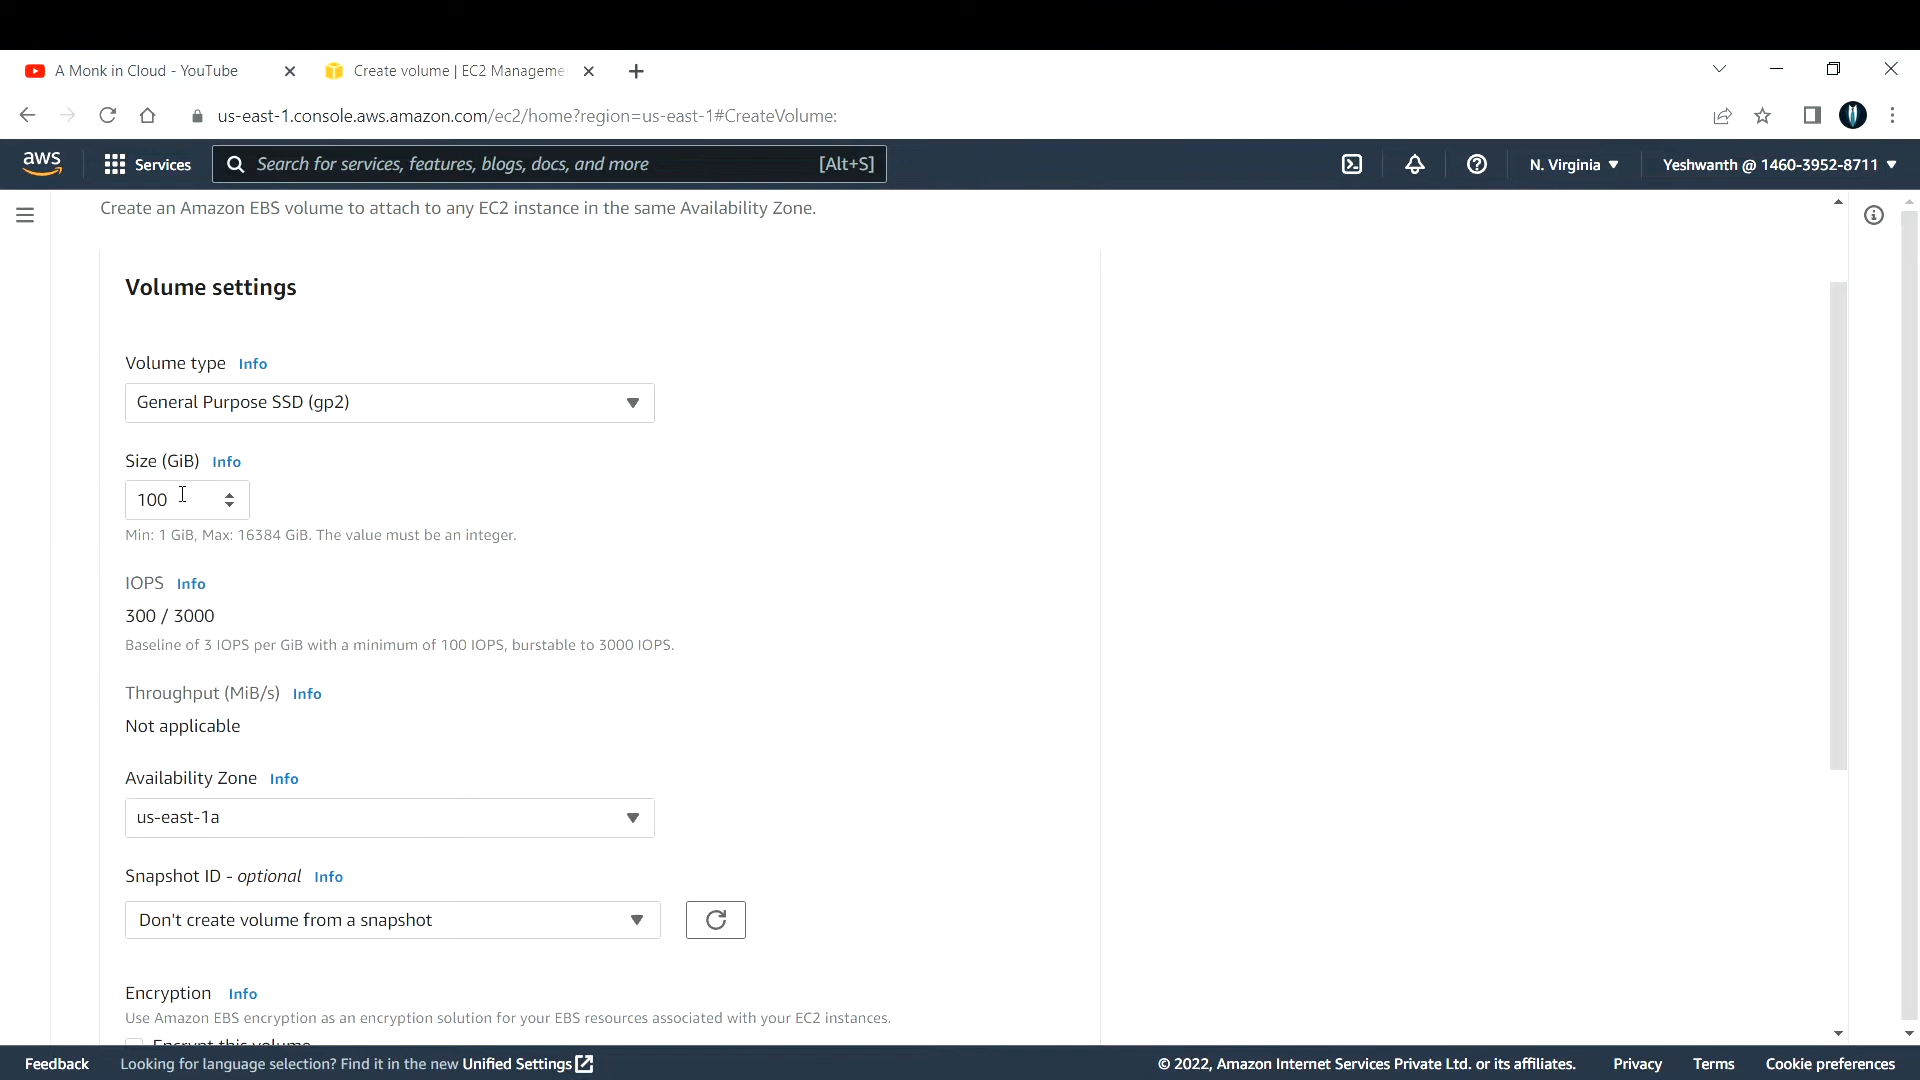 A Monk in Cloud - YouTube
Create volume | EC2 Manageme
us-east-1.console.aws.amazon.com/ec2/home?region=us-east-1#CreateVolume:
aws
Services
Search for services, features, blogs, docs, and more
[Alt+S]
N. Virginia
Yeshwanth @ 1460-3952-8711
Create an Amazon EBS volume to attach to any EC2 instance in the same Availability Zone.
Volume settings
Volume type Info
General Purpose SSD (gp2)
Size (GiB) Info
100
Min: 1 GiB, Max: 16384 GiB. The value must be an integer.
IOPS Info
300 / 3000
Baseline of 3 IOPS per GiB with a minimum of 100 IOPS, burstable to 3000 IOPS.
Throughput (MiB/s) Info
Not applicable
Availability Zone Info
us-east-1a
Snapshot ID - optional Info
Don't create volume from a snapshot
Encryption Info
Use Amazon EBS encryption as an encryption solution for your EBS resources associated with your EC2 instances.
Encrypt this volume
Feedback
Looking for language selection? Find it in the new Unified Settings
© 2022, Amazon Internet Services Private Ltd. or its affiliates.
Privacy
Terms
Cookie preferences